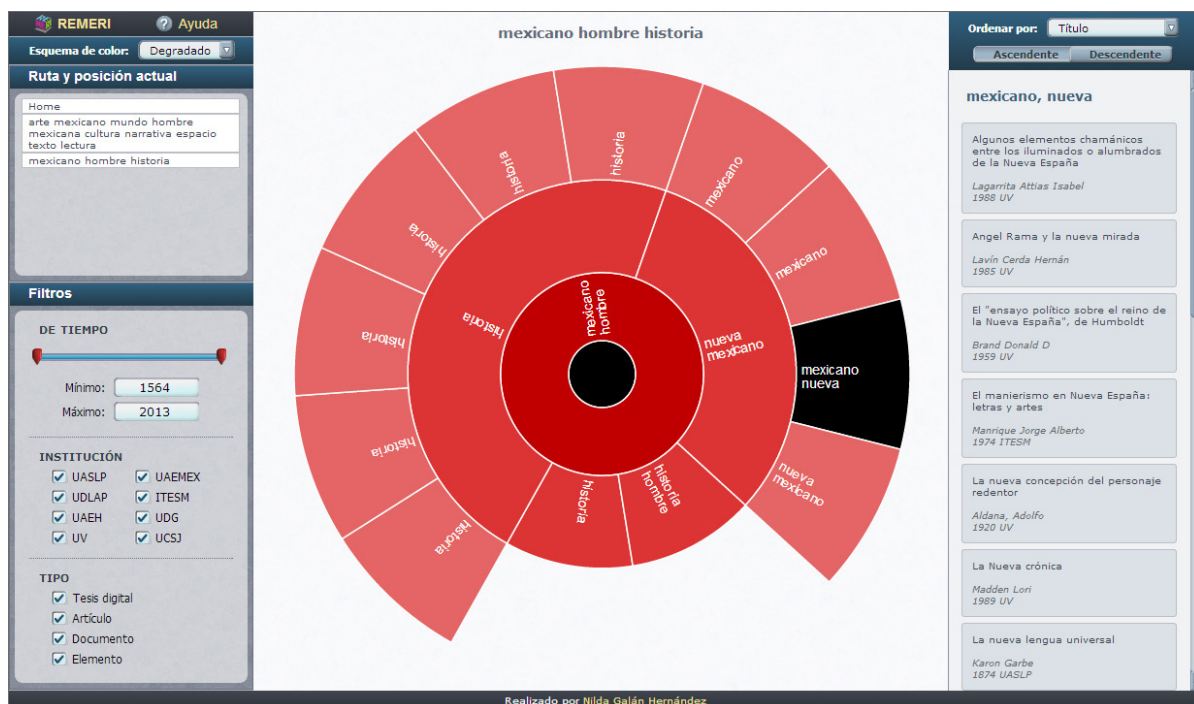 REMERI
Ayuda
Esquema de color: Degradado
Ruta y posición actual
Home
arte mexicano mundo hombre
mexicana cultura narrativa espacio
texto lectura
mexicano hombre historia
Filtros
DE TIEMPO
Mínimo: 1564
Máximo: 2013
INSTITUCIÓN
UASLP UAEMEX
UDLAP ITESM
UAEH UDG
UV UCSJ
TIPO
Tesis digital
Artículo
Documento
Elemento
mexicano hombre historia
mexicano
hombre
historia
nueva
mexicano
historia
hombre
historia
historia
historia
historia
historia
historia
historia
mexicano
mexicano
mexicano
nueva
nueva
mexicano
Ordenar por: Título
Ascendente Descendente
mexicano, nueva
Algunos elementos chamánicos
entre los iluminados o alumbrados
de la Nueva España
Lagarrita Attias Isabel
1988 UV
Angel Rama y la nueva mirada
Lavín Cerda Hernán
1985 UV
El "ensayo político sobre el reino de
la Nueva España", de Humboldt
Brand Donald D
1959 UV
El manierismo en Nueva España:
letras y artes
Manrique Jorge Alberto
1974 ITESM
La nueva concepción del personaje
redentor
Aldana, Adolfo
1920 UV
La Nueva crónica
Madden Lori
1989 UV
La nueva lengua universal
Karon Garbe
1874 UASLP
Realizado por Nilda Galán Hernández